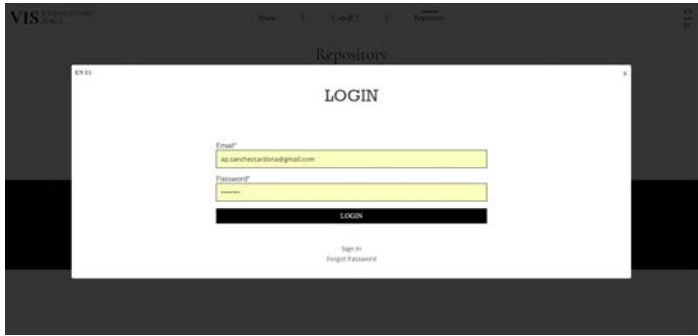 VIS
Repository
EN ES
X
LOGIN
Email*
ap.sanchezcardona@gmail.com
Password*
•••••••
LOGIN
Sign in
Forgot Password